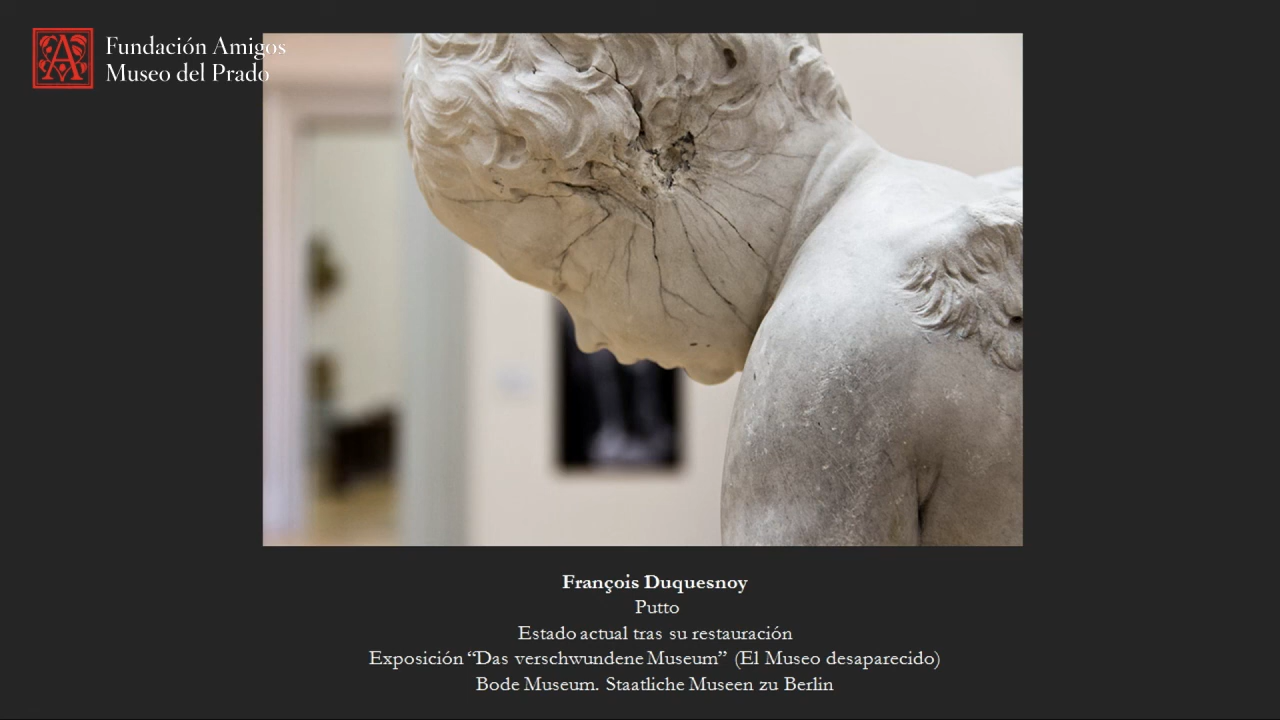 Fundación Amigos
Museo del Prado
François Duquesnoy
Putto
Estado actual tras su restauración
Exposición “Das verschwundene Museum” (El Museo desaparecido)
Bode Museum. Staatliche Museen zu Berlin